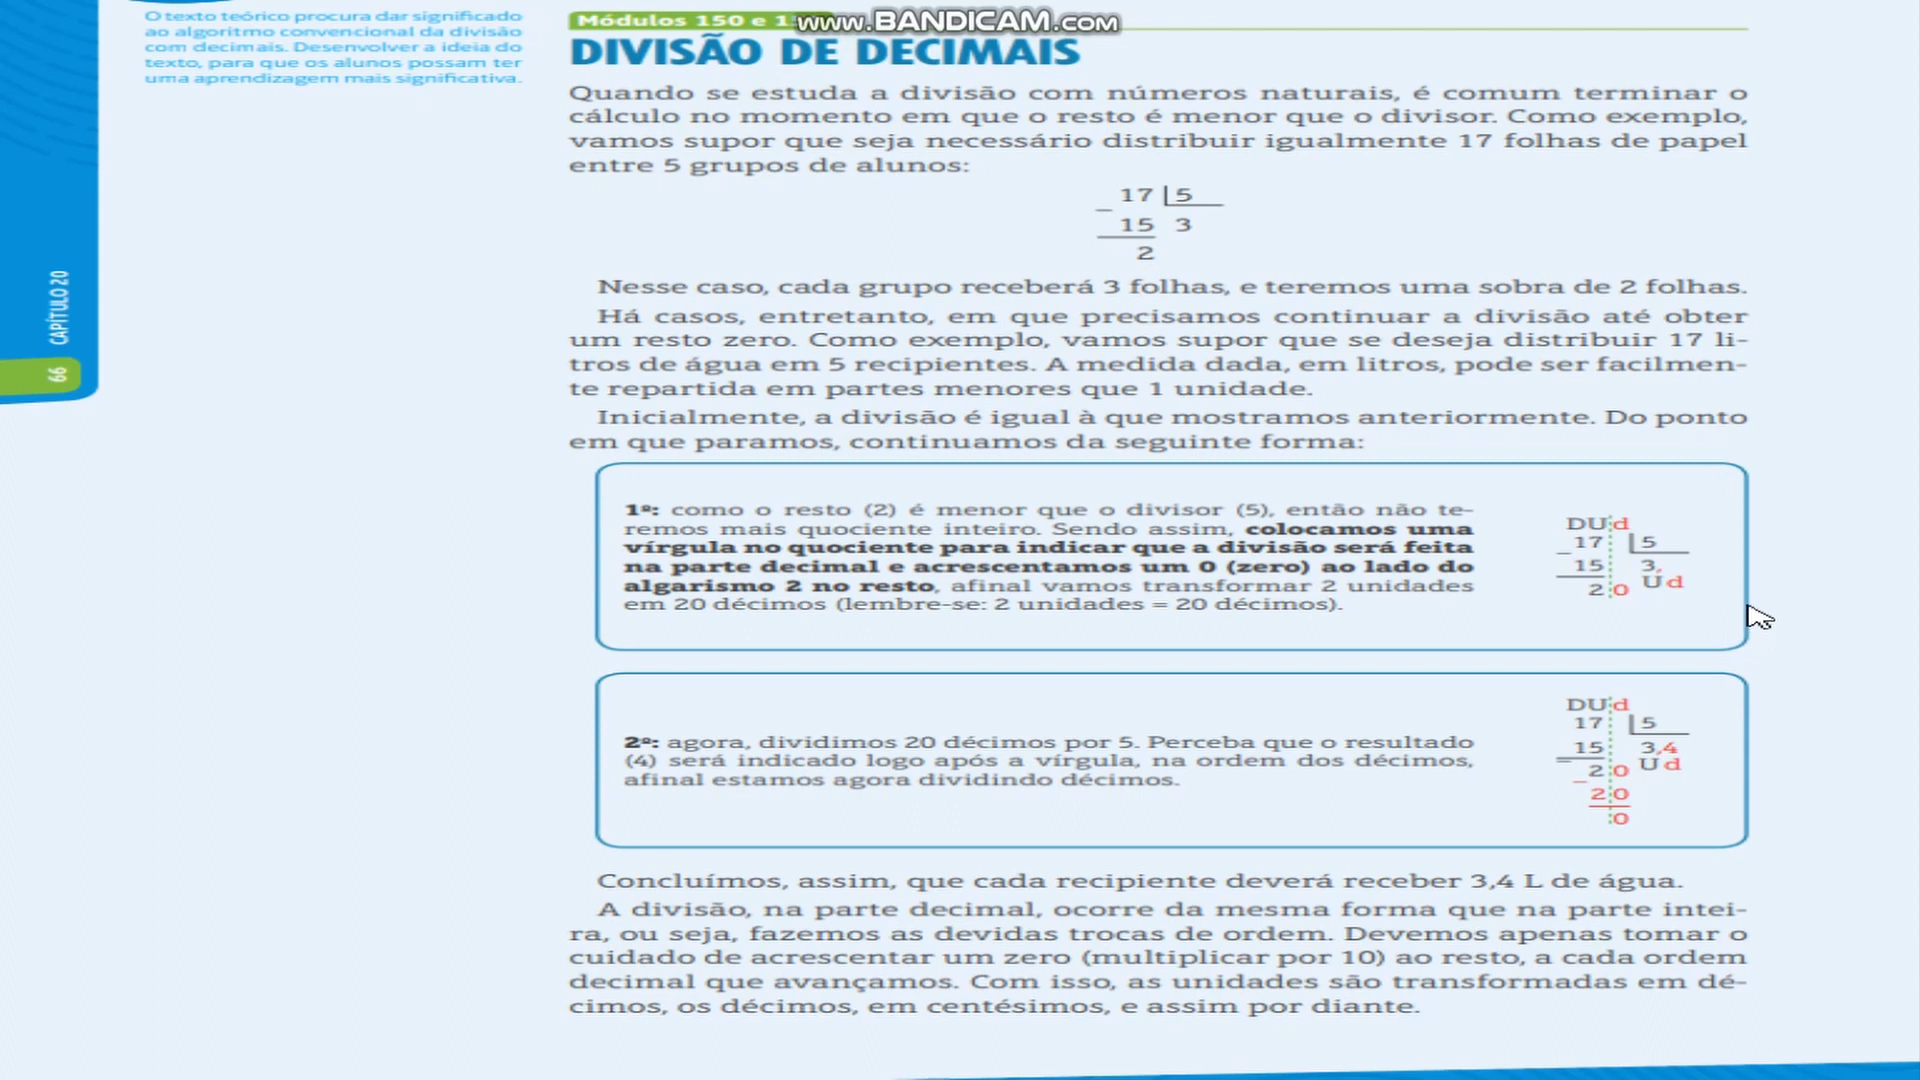 O texto teórico procura dar significado
ao algoritmo convencional da divisão
com decimais. Desenvolver a ideia do
texto, para que os alunos possam ter
uma aprendizagem mais significativa.
CAPÍTULO 20
66
Módulos 150 e 1
www.BANDICAM.com
DIVISÃO DE DECIMAIS
Quando se estuda a divisão com números naturais, é comum terminar o
cálculo no momento em que o resto é menor que o divisor. Como exemplo,
vamos supor que seja necessário distribuir igualmente 17 folhas de papel
entre 5 grupos de alunos:
17 5
– 15 3
2
Nesse caso, cada grupo receberá 3 folhas, e teremos uma sobra de 2 folhas.
Há casos, entretanto, em que precisamos continuar a divisão até obter
um resto zero. Como exemplo, vamos supor que se deseja distribuir 17 li-
tros de água em 5 recipientes. A medida dada, em litros, pode ser facilmen-
te repartida em partes menores que 1 unidade.
Inicialmente, a divisão é igual à que mostramos anteriormente. Do ponto
em que paramos, continuamos da seguinte forma:
1º: como o resto (2) é menor que o divisor (5), então não te-
remos mais quociente inteiro. Sendo assim, colocamos uma
vírgula no quociente para indicar que a divisão será feita
na parte decimal e acrescentamos um 0 (zero) ao lado do
algarismo 2 no resto, afinal vamos transformar 2 unidades
em 20 décimos (lembre-se: 2 unidades = 20 décimos).
DUd
17 5
– 15 3,
20 Ud
2º: agora, dividimos 20 décimos por 5. Perceba que o resultado
(4) será indicado logo após a vírgula, na ordem dos décimos,
afinal estamos agora dividindo décimos.
DUd
17 5
– 15 3,4
20 Ud
– 20
0
Concluímos, assim, que cada recipiente deverá receber 3,4 L de água.
A divisão, na parte decimal, ocorre da mesma forma que na parte intei-
ra, ou seja, fazemos as devidas trocas de ordem. Devemos apenas tomar o
cuidado de acrescentar um zero (multiplicar por 10) ao resto, a cada ordem
decimal que avançamos. Com isso, as unidades são transformadas em dé-
cimos, os décimos, em centésimos, e assim por diante.